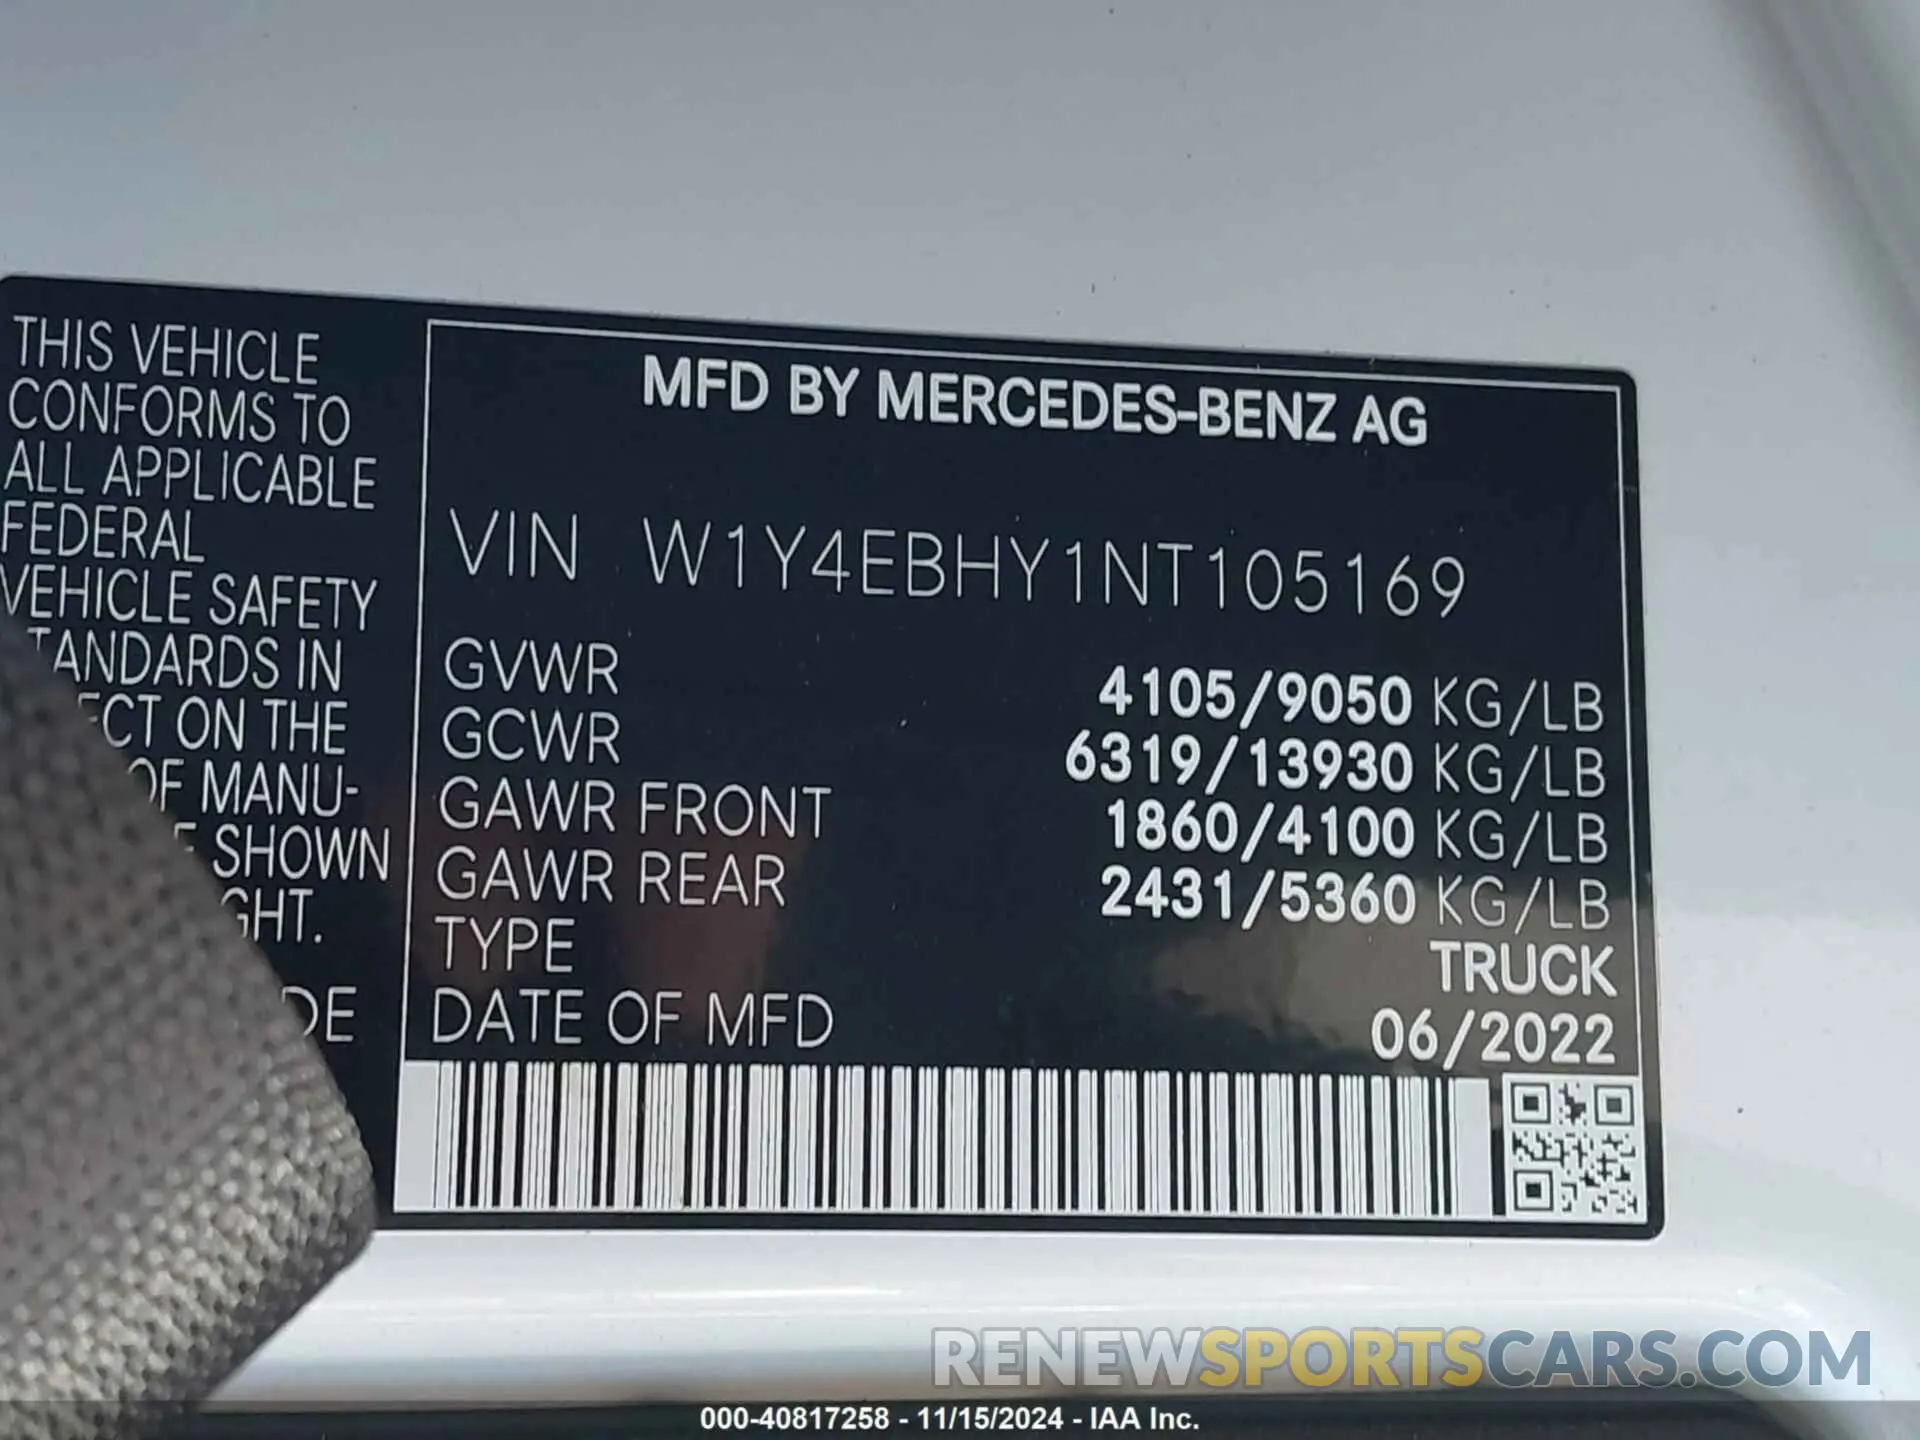 THIS VEHICLE
CONFORMS TO
ALL APPLICABLE
FEDERAL
VEHICLE SAFETY
TANDARDS IN
ECT ON THE
OF MANU-
SHOWN
GHT.
DE
MFD BY MERCEDES-BENZ AG
VIN W1Y4EBHY1NT105169
GVWR 4105/9050 KG/LB
GCWR 6319/13930 KG/LB
GAWR FRONT 1860/4100 KG/LB
GAWR REAR 2431/5360 KG/LB
TYPE TRUCK
DATE OF MFD 06/2022
RENEWSPORTSCARS.COM
000-40817258 - 11/15/2024 - IAA Inc.